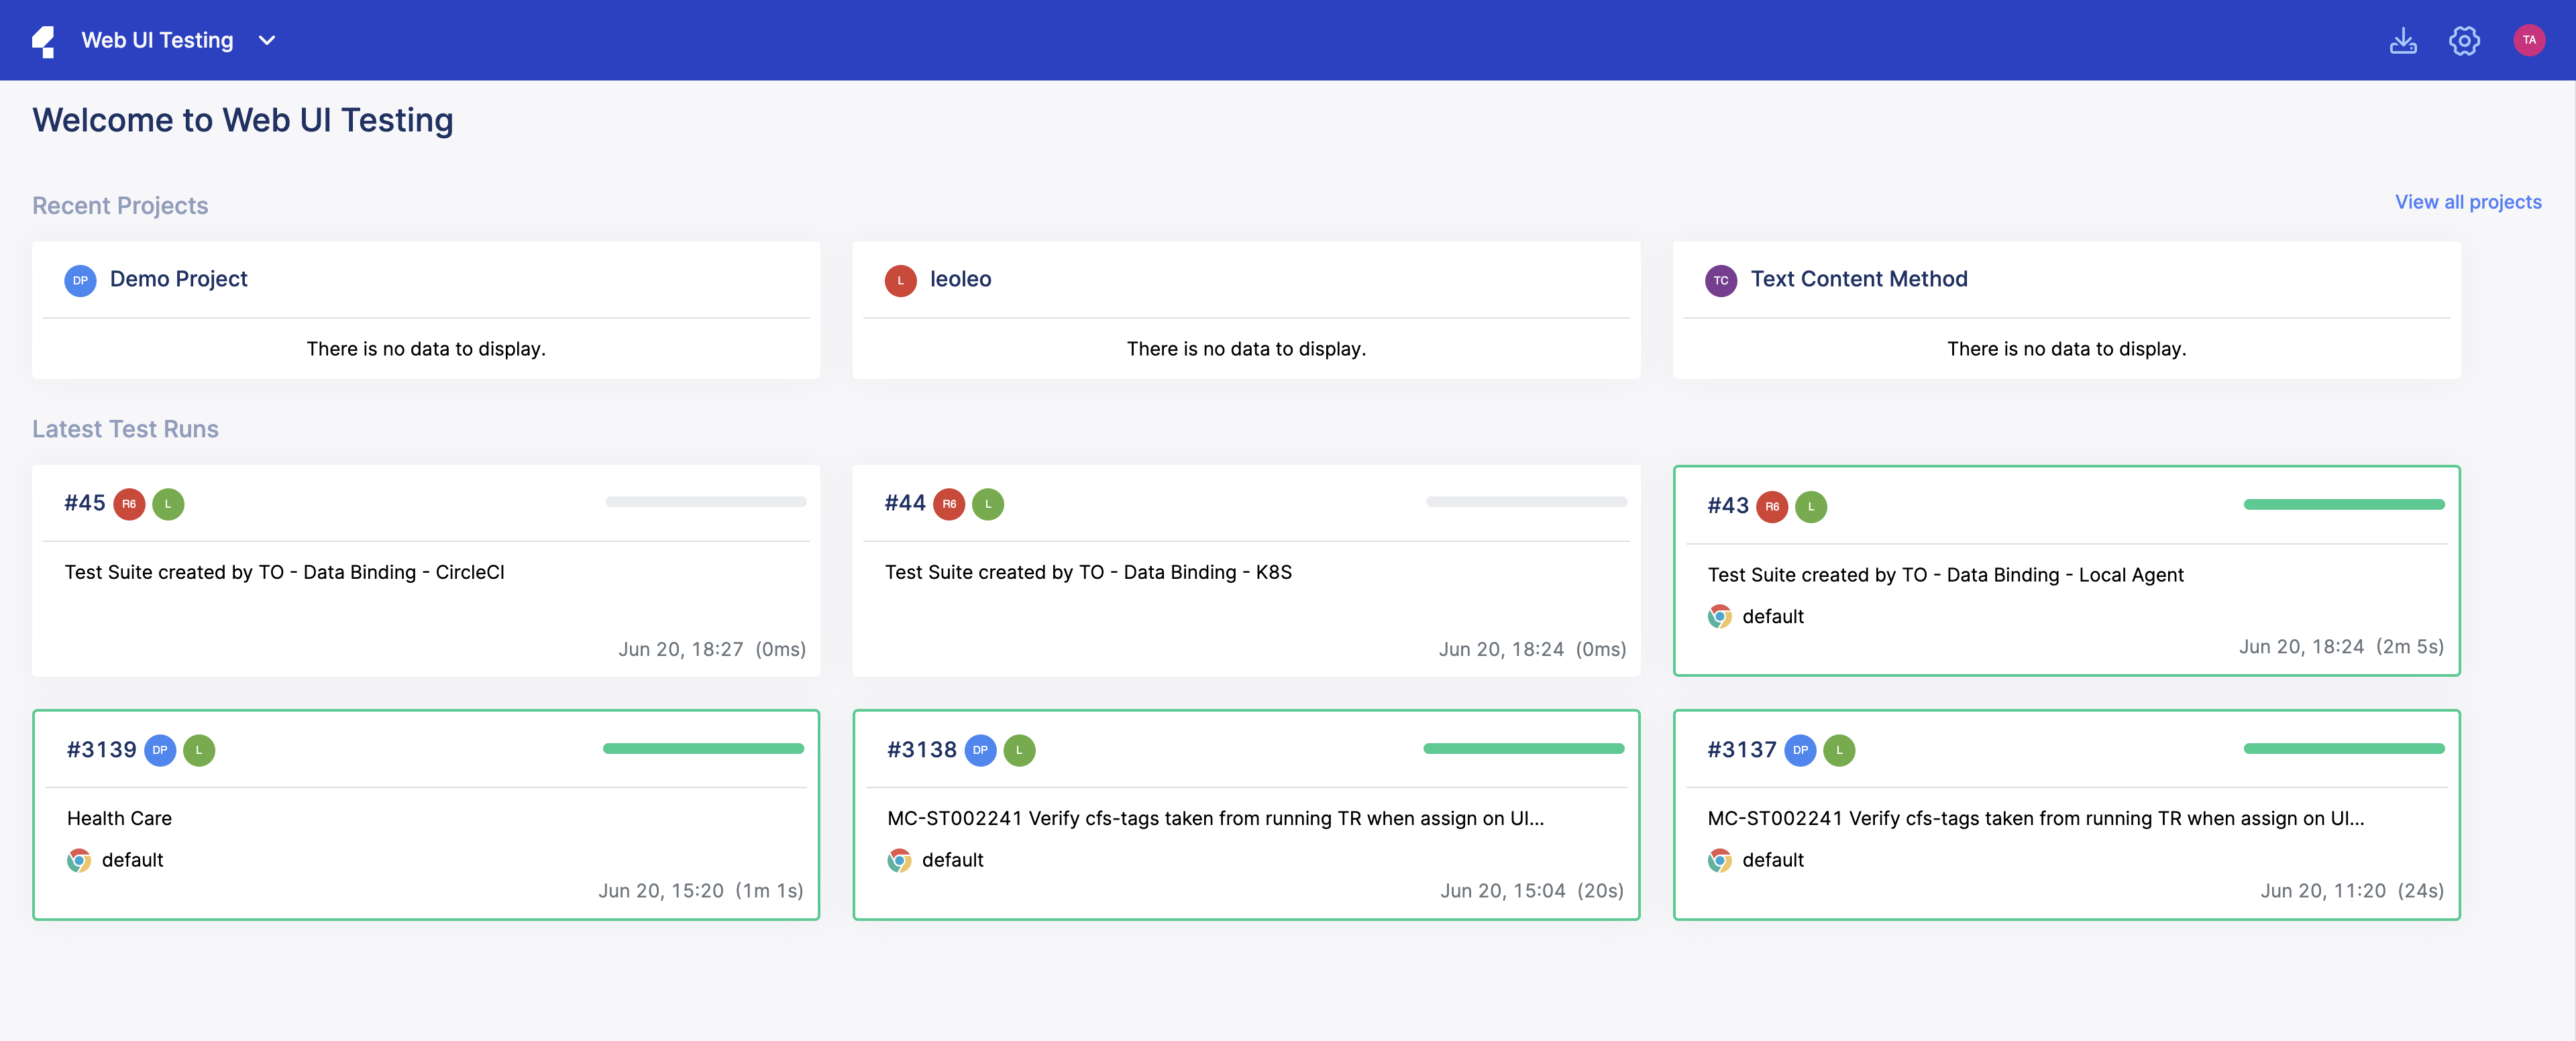 Web UI Testing
TA
Welcome to Web UI Testing
Recent Projects
View all projects
DP Demo Project
There is no data to display.
L leoleo
There is no data to display.
TC Text Content Method
There is no data to display.
Latest Test Runs
#45 R6 L
Test Suite created by TO - Data Binding - CircleCI
Jun 20, 18:27 (0ms)
#44 R6 L
Test Suite created by TO - Data Binding - K8S
Jun 20, 18:24 (0ms)
#43 R6 L
Test Suite created by TO - Data Binding - Local Agent
default
Jun 20, 18:24 (2m 5s)
#3139 DP L
Health Care
default
Jun 20, 15:20 (1m 1s)
#3138 DP L
MC-ST002241 Verify cfs-tags taken from running TR when assign on UI...
default
Jun 20, 15:04 (20s)
#3137 DP L
MC-ST002241 Verify cfs-tags taken from running TR when assign on UI...
default
Jun 20, 11:20 (24s)